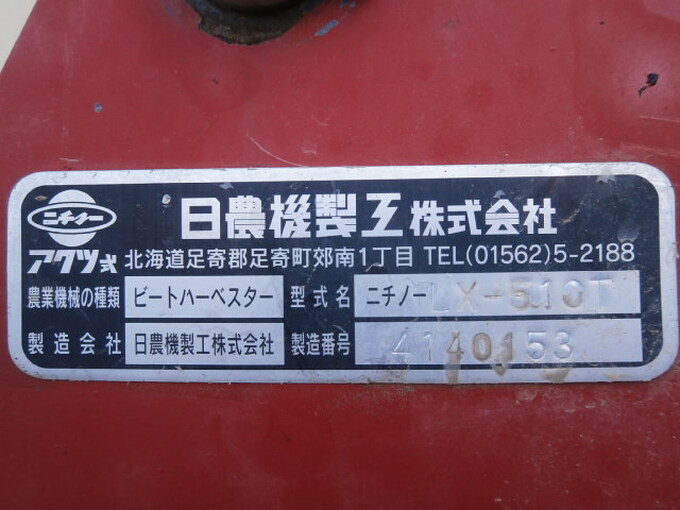 ニチノー
アクツ式
日農機製工株式会社
北海道足寄郡足寄町郊南1丁目 TEL(01562)5-2188
農業機械の種類 ビートハーベスター 型式名 ニチノー LX-510T
製造会社 日農機製工株式会社 製造番号 4140153